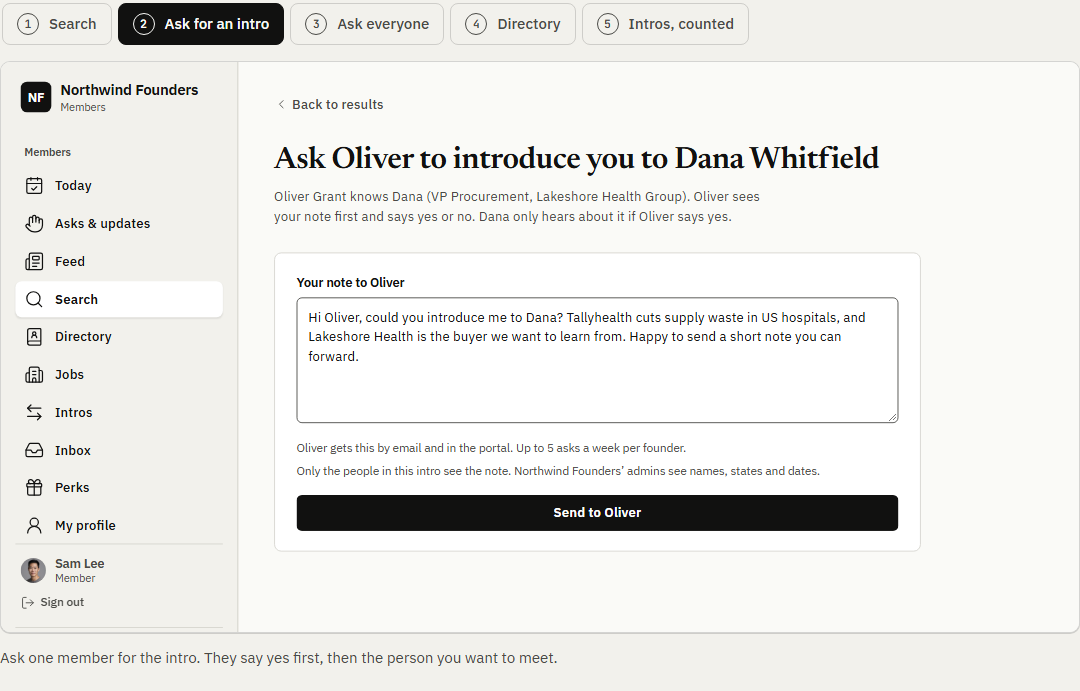 1 Search
2 Ask for an intro
3 Ask everyone
4 Directory
5 Intros, counted
NF
Northwind Founders
Members
Members
Today
Asks & updates
Feed
Search
Directory
Jobs
Intros
Inbox
Perks
My profile
Sam Lee
Member
Sign out
Back to results
Ask Oliver to introduce you to Dana Whitfield
Oliver Grant knows Dana (VP Procurement, Lakeshore Health Group). Oliver sees
your note first and says yes or no. Dana only hears about it if Oliver says yes.
Your note to Oliver
Hi Oliver, could you introduce me to Dana? Tallyhealth cuts supply waste in US hospitals, and
Lakeshore Health is the buyer we want to learn from. Happy to send a short note you can
forward.
Oliver gets this by email and in the portal. Up to 5 asks a week per founder.
Only the people in this intro see the note. Northwind Founders’ admins see names, states and dates.
Send to Oliver
Ask one member for the intro. They say yes first, then the person you want to meet.